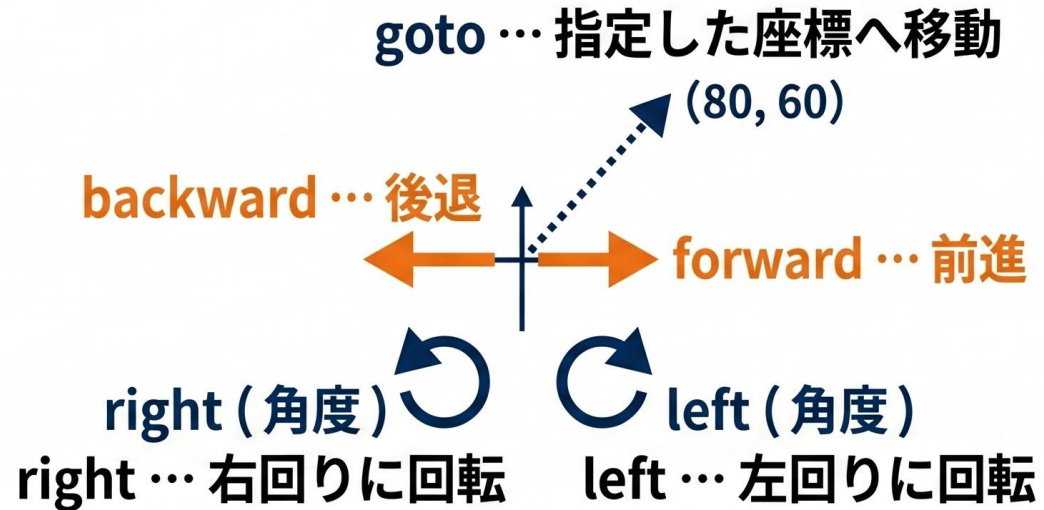 goto … 指定した座標へ移動
(80, 60)
backward … 後退
forward … 前進
right ( 角度 )
left ( 角度 )
right … 右回りに回転
left … 左回りに回転